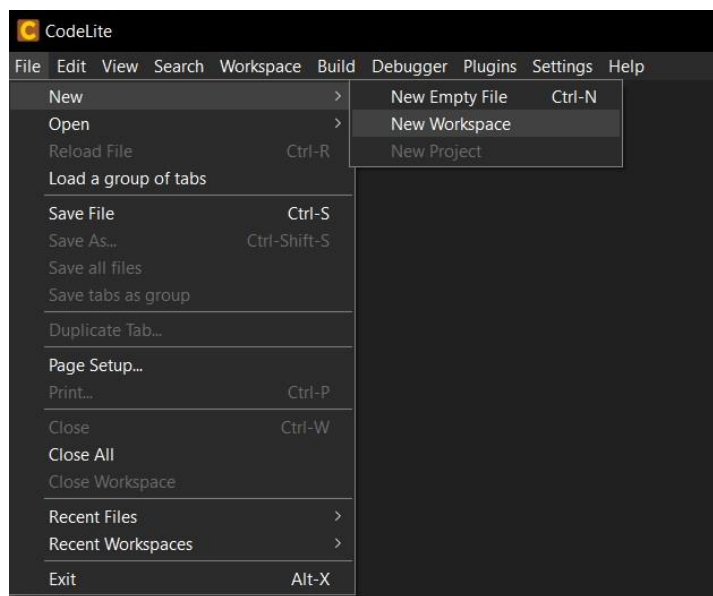 CodeLite
File Edit View Search Workspace Build Debugger Plugins Settings Help
New >
Open >
Reload File Ctrl-R
Load a group of tabs
Save File Ctrl-S
Save As... Ctrl-Shift-S
Save all files
Save tabs as group
Duplicate Tab...
Page Setup...
Print... Ctrl-P
Close Ctrl-W
Close All
Close Workspace
Recent Files >
Recent Workspaces >
Exit Alt-X
New Empty File Ctrl-N
New Workspace
New Project